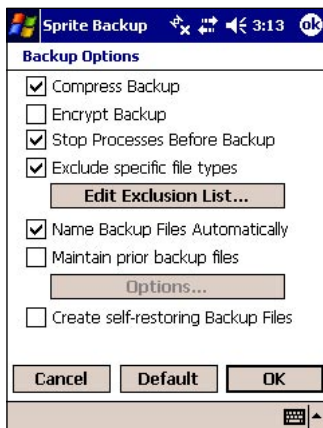 Sprite Backup 3:13 ok
Backup Options
Compress Backup
Encrypt Backup
Stop Processes Before Backup
Exclude specific file types
Edit Exclusion List...
Name Backup Files Automatically
Maintain prior backup files
Options...
Create self-restoring Backup Files
Cancel Default OK